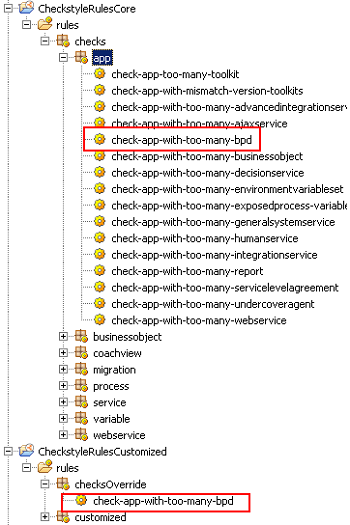 CheckstyleRulesCore
rules
checks
app
check-app-too-many-toolkit
check-app-with-mismatch-version-toolkits
check-app-with-too-many-advancedintegrationserv
check-app-with-too-many-ajaxservice
check-app-with-too-many-bpd
check-app-with-too-many-businessobject
check-app-with-too-many-decisionservice
check-app-with-too-many-environmentvariableset
check-app-with-too-many-exposedprocess-variable
check-app-with-too-many-generalsystemservice
check-app-with-too-many-humanservice
check-app-with-too-many-integrationservice
check-app-with-too-many-report
check-app-with-too-many-servicelevelagreement
check-app-with-too-many-undercoveragent
check-app-with-too-many-webservice
businessobject
coachview
migration
process
service
variable
webservice
CheckstyleRulesCustomized
rules
checksOverride
check-app-with-too-many-bpd
customized